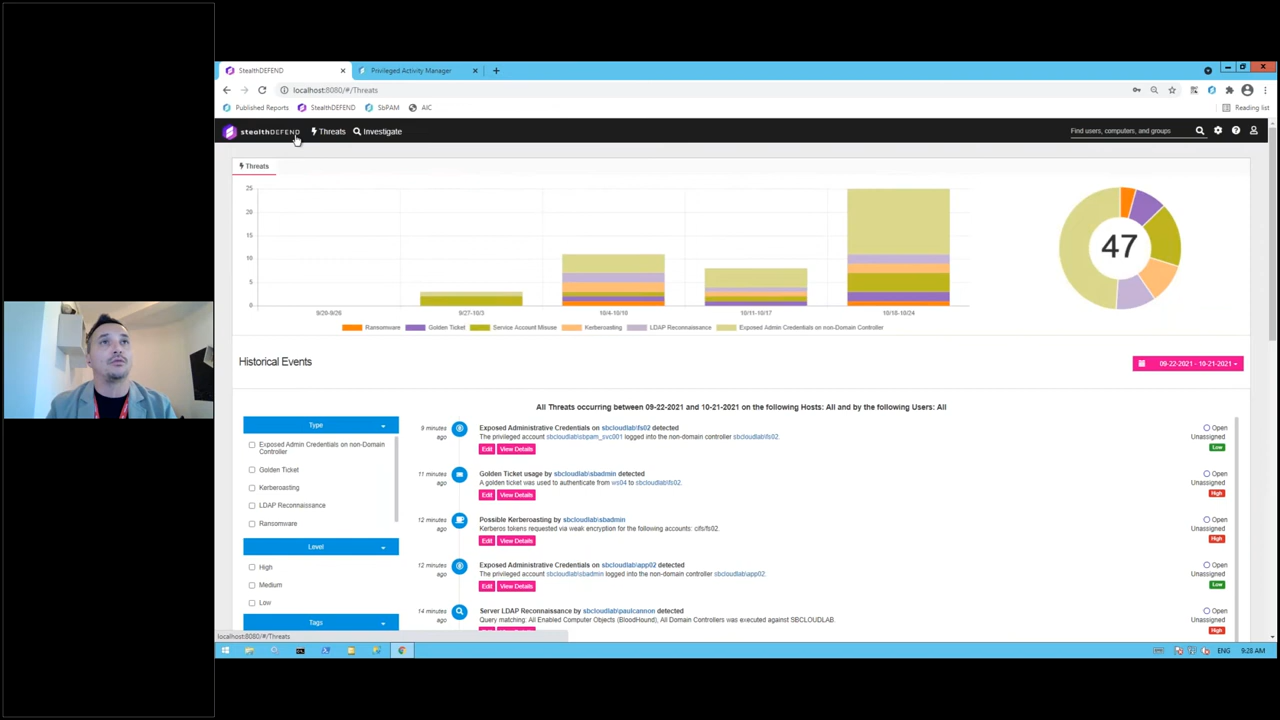 StealthDEFEND
Privileged Activity Manager
localhost:8080/#/Threats
Published Reports StealthDEFEND SbPAM AIC Reading list
stealthDEFEND Threats Investigate Find users, computers, and groups
Threats
25
20
15
10
5
0
9/20-9/26 9/27-10/3 10/4-10/10 10/11-10/17 10/18-10/24
Ransomware Golden Ticket Service Account Misuse Kerberoasting LDAP Reconnaissance Exposed Admin Credentials on non-Domain Controller
47
Historical Events
09-22-2021 - 10-21-2021
All Threats occurring between 09-22-2021 and 10-21-2021 on the following Hosts: All and by the following Users: All
Type
Exposed Admin Credentials on non-Domain
Controller
Golden Ticket
Kerberoasting
LDAP Reconnaissance
Ransomware
Level
High
Medium
Low
Tags
9 minutes
ago
Exposed Administrative Credentials on sbcloudlab\fs02 detected
The privileged account sbcloudlab\sbpam_svc001 logged into the non-domain controller sbcloudlab\fs02.
Edit View Details
Open
Unassigned
Low
11 minutes
ago
Golden Ticket usage by sbcloudlab\sbadmin detected
A golden ticket was used to authenticate from ws04 to sbcloudlab\fs02.
Edit View Details
Open
Unassigned
High
12 minutes
ago
Possible Kerberoasting by sbcloudlab\sbadmin
Kerberos tokens requested via weak encryption for the following accounts: cifs/fs02.
Edit View Details
Open
Unassigned
High
12 minutes
ago
Exposed Administrative Credentials on sbcloudlab\app02 detected
The privileged account sbcloudlab\sbadmin logged into the non-domain controller sbcloudlab\app02.
Edit View Details
Open
Unassigned
Low
14 minutes
ago
Server LDAP Reconnaissance by sbcloudlab\paulcannon detected
Query matching: All Enabled Computer Objects (BloodHound), All Domain Controllers was executed against SBCLOUDLAB.
Open
Unassigned
High
localhost:8080/#/Threats
ENG 9:28 AM